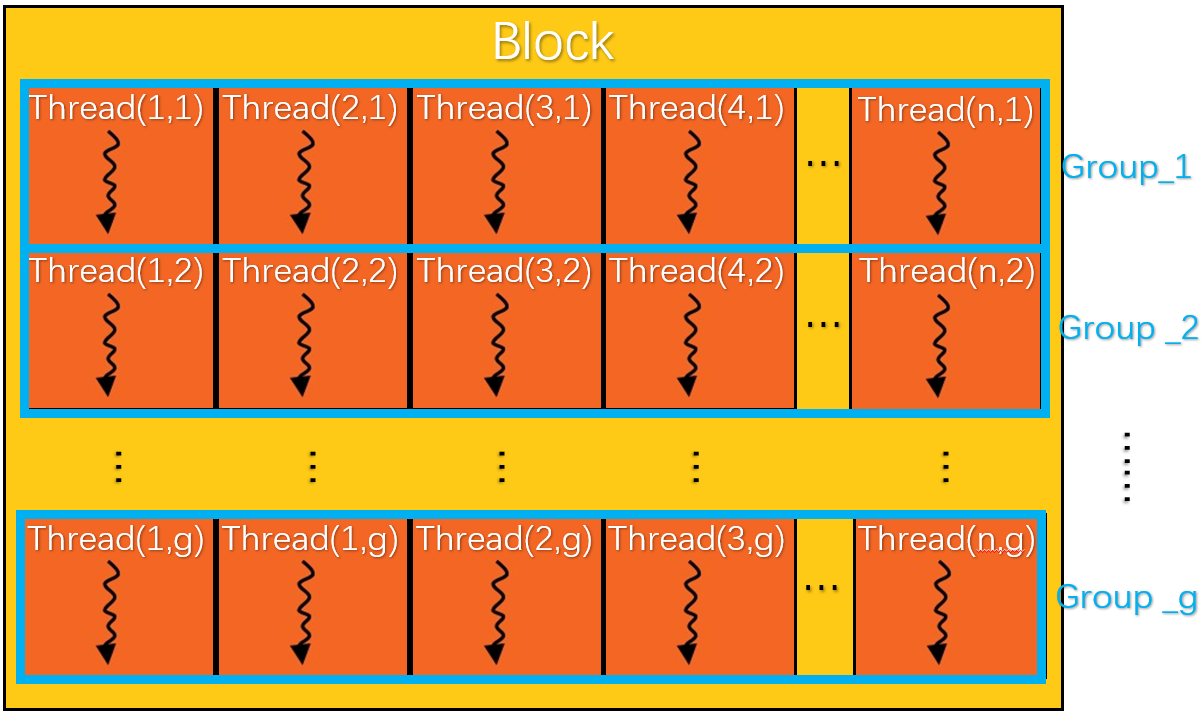 Block
Thread(1,1) Thread(2,1) Thread(3,1) Thread(4,1) ... Thread(n,1) Group_1
Thread(1,2) Thread(2,2) Thread(3,2) Thread(4,2) ... Thread(n,2) Group _2
Thread(1,g) Thread(1,g) Thread(2,g) Thread(3,g) ... Thread(n,g) Group _g